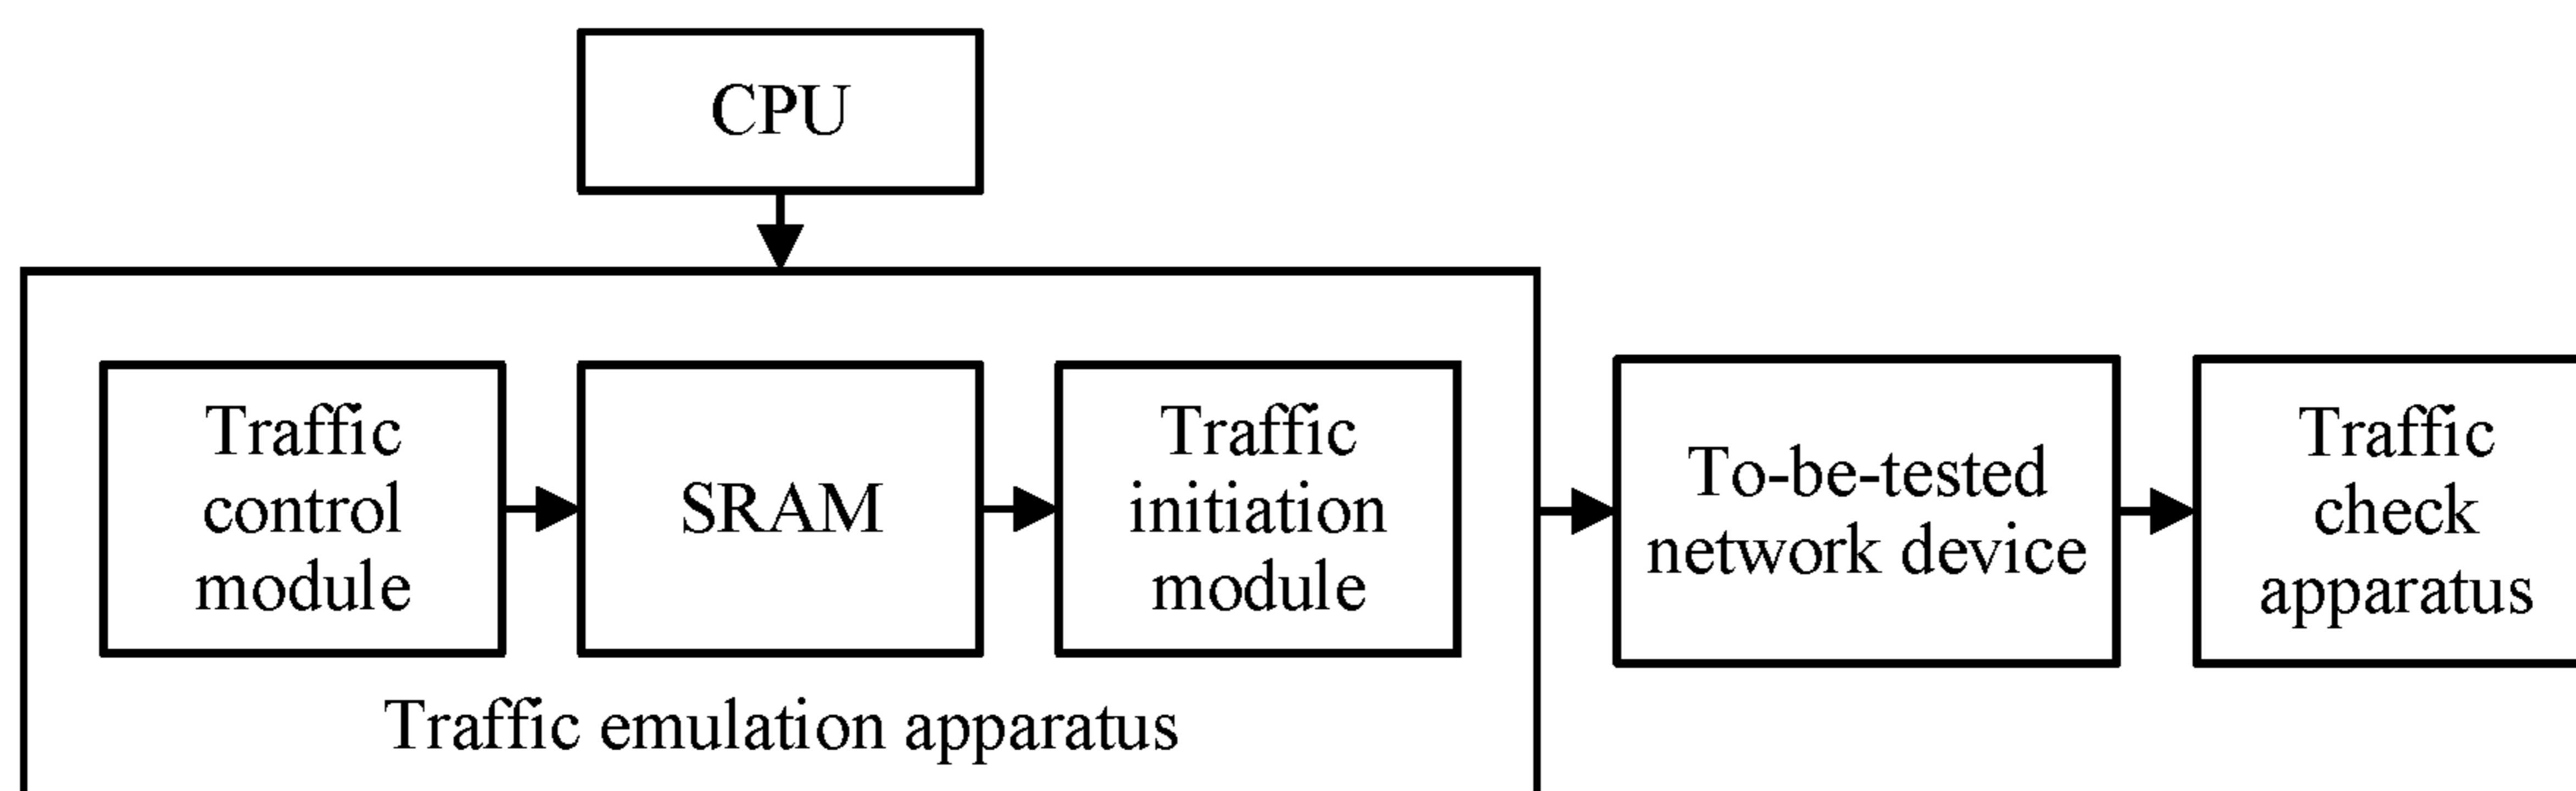 CPU
Traffic
control
module
SRAM
Traffic
initiation
module
To-be-tested
network device
Traffic
check
apparatus
Traffic emulation apparatus